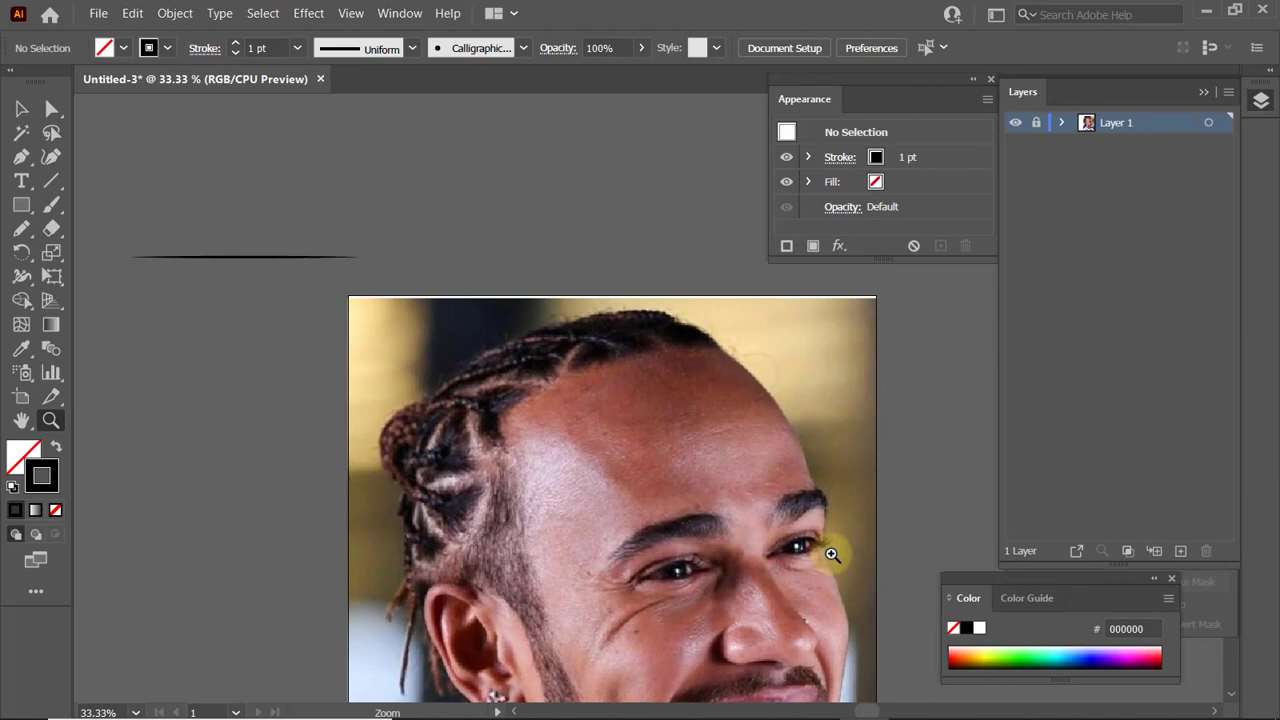 Ai File Edit Object Type Select Effect View Window Help Search Adobe Help
No Selection Stroke: 1 pt Uniform Calligraphic... Opacity: 100% Style: Document Setup Preferences
Untitled-3* @ 33.33 % (RGB/CPU Preview) ×
Appearance
No Selection
Stroke: 1 pt
Fill:
Opacity: Default
fx.
Layers
Layer 1
1 Layer
Color Color Guide
# 000000
33.33% 1 Zoom